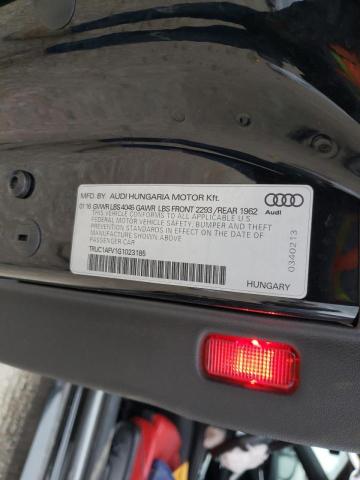 MFD. BY AUDI HUNGARIA MOTOR Kft.
01.16 GVWR LBS 4046 GAWR LBS FRONT 2293 /REAR 1962
THIS VEHICLE CONFORMS TO ALL APPLICABLE U.S.
FEDERAL MOTOR VEHICLE SAFETY, BUMPER AND THEFT
PREVENTION STANDARDS IN EFFECT ON THE DATE OF
MANUFACTURE SHOWN ABOVE.
PASSENGER CAR
TRUC1AFV1G1023185
Audi
0340213
HUNGARY